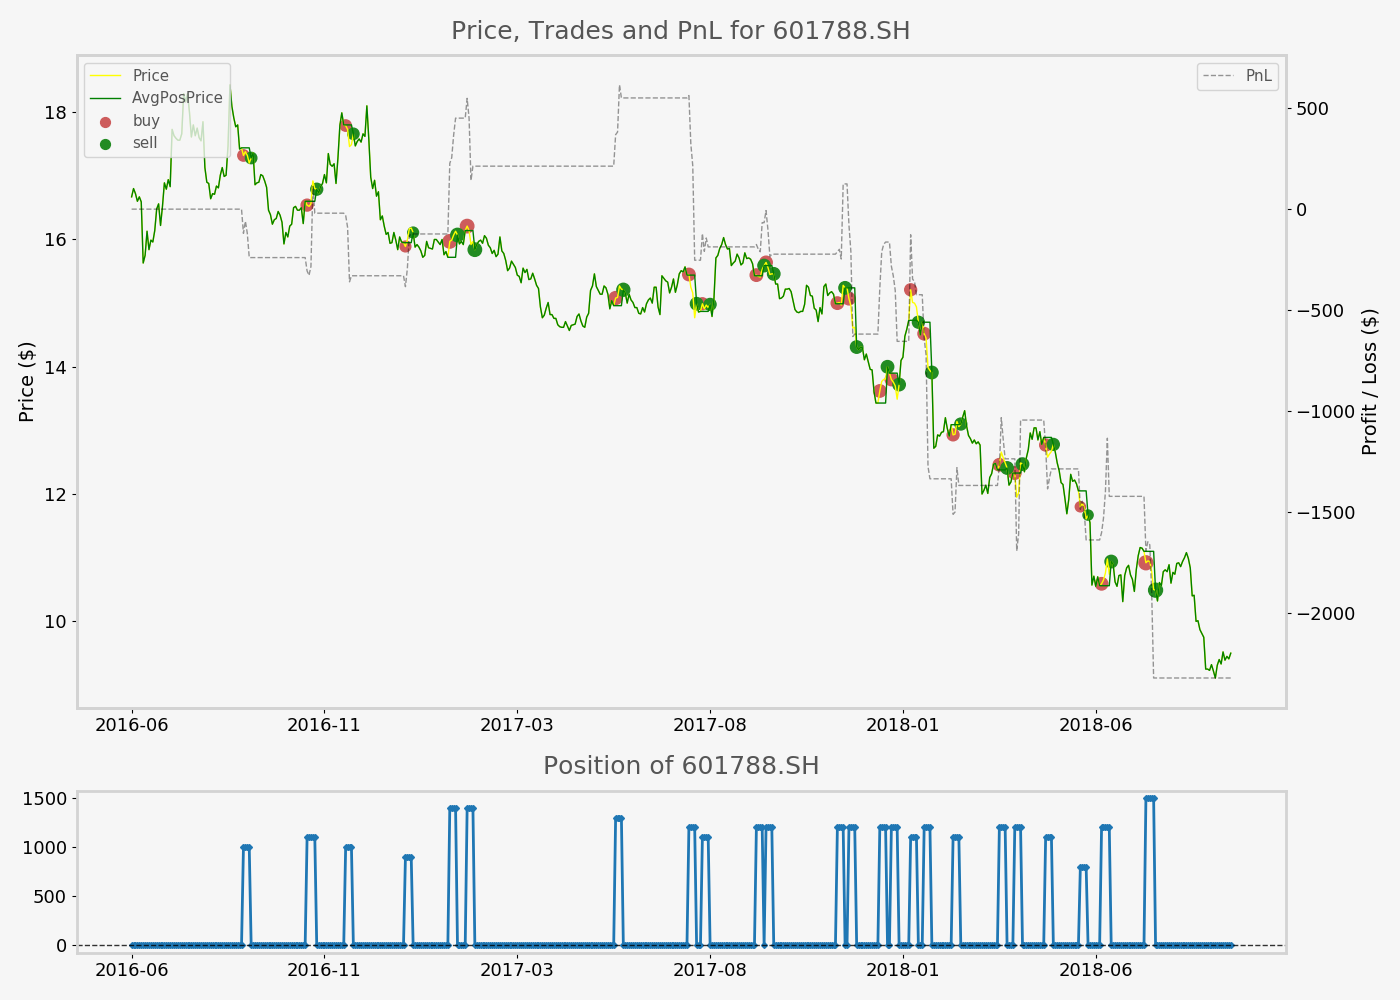 Price, Trades and PnL for 601788.SH
Price
AvgPosPrice
buy
sell
PnL
18
16
14
12
10
Price ($)
500
0
−500
−1000
−1500
−2000
Profit / Loss ($)
2016-06 2016-11 2017-03 2017-08 2018-01 2018-06
Position of 601788.SH
1500
1000
500
0
2016-06 2016-11 2017-03 2017-08 2018-01 2018-06